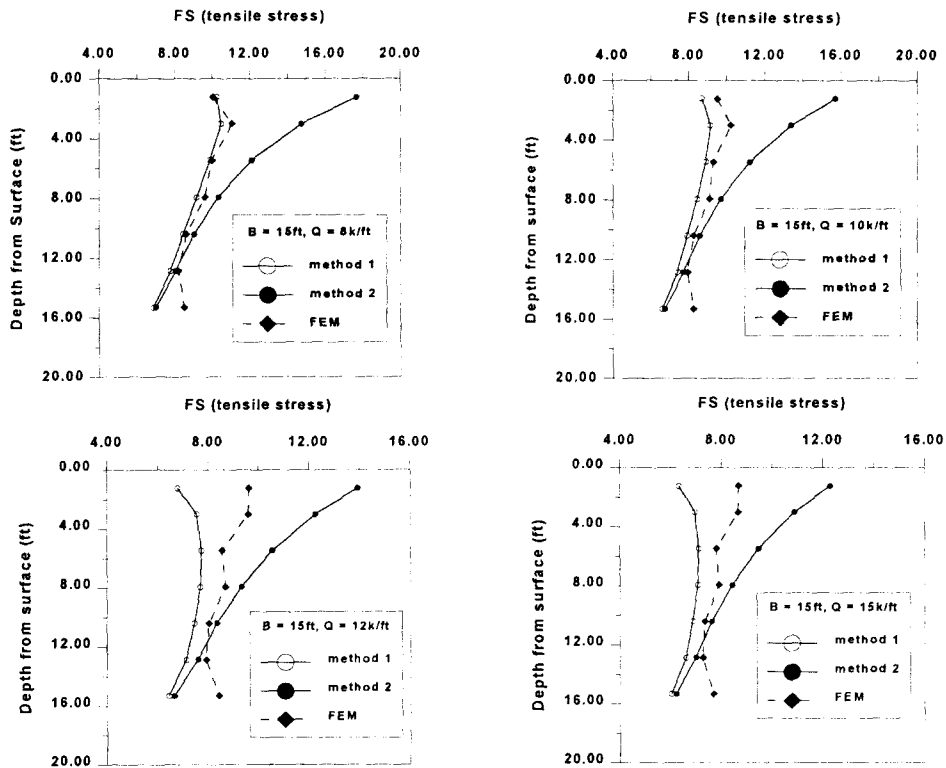 FS (tensile stress)
4.00 8.00 12.00 16.00 20.00
0.00
4.00
8.00
12.00
16.00
20.00
Depth from Surface (ft)
B = 15ft, Q = 8k/ft
method 1
method 2
FEM
FS (tensile stress)
4.00 8.00 12.00 16.00 20.00
0.00
4.00
8.00
12.00
16.00
20.00
Depth from surface (ft)
B = 15ft, Q = 10k/ft
method 1
method 2
FEM
FS (tensile stress)
4.00 8.00 12.00 16.00
0.00
4.00
8.00
12.00
16.00
20.00
Depth from surface (ft)
B = 15ft, Q = 12k/ft
method 1
method 2
FEM
FS (tensile stress)
4.00 8.00 12.00 16.00
0.00
4.00
8.00
12.00
16.00
20.00
Depth from surface (ft)
B = 15ft, Q = 15k/ft
method 1
method 2
FEM